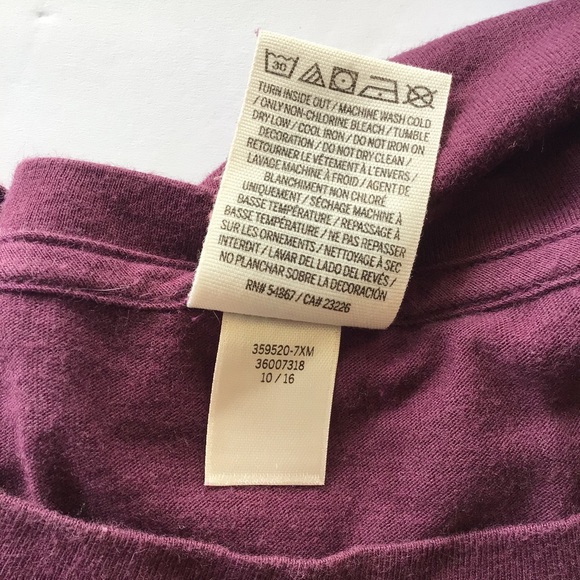 30
TURN INSIDE OUT / MACHINE WASH COLD
/ ONLY NON-CHLORINE BLEACH / TUMBLE
DRY LOW / COOL IRON / DO NOT IRON ON
DECORATION / DO NOT DRY CLEAN /
RETOURNER LE VÊTEMENT À L'ENVERS /
LAVAGE MACHINE À FROID / AGENT DE
BLANCHIMENT NON CHLORÉ
UNIQUEMENT / SÉCHAGE MACHINE À
BASSE TEMPÉRATURE / REPASSAGE À
BASSE TEMPÉRATURE / NE PAS REPASSER
SUR LES ORNEMENTS / NETTOYAGE À SEC
INTERDIT / LAVAR DEL LADO DEL REVÉS /
NO PLANCHAR SOBRE LA DECORACIÓN
RN# 54867 / CA# 23226
359520-7XM
36007318
10 / 16